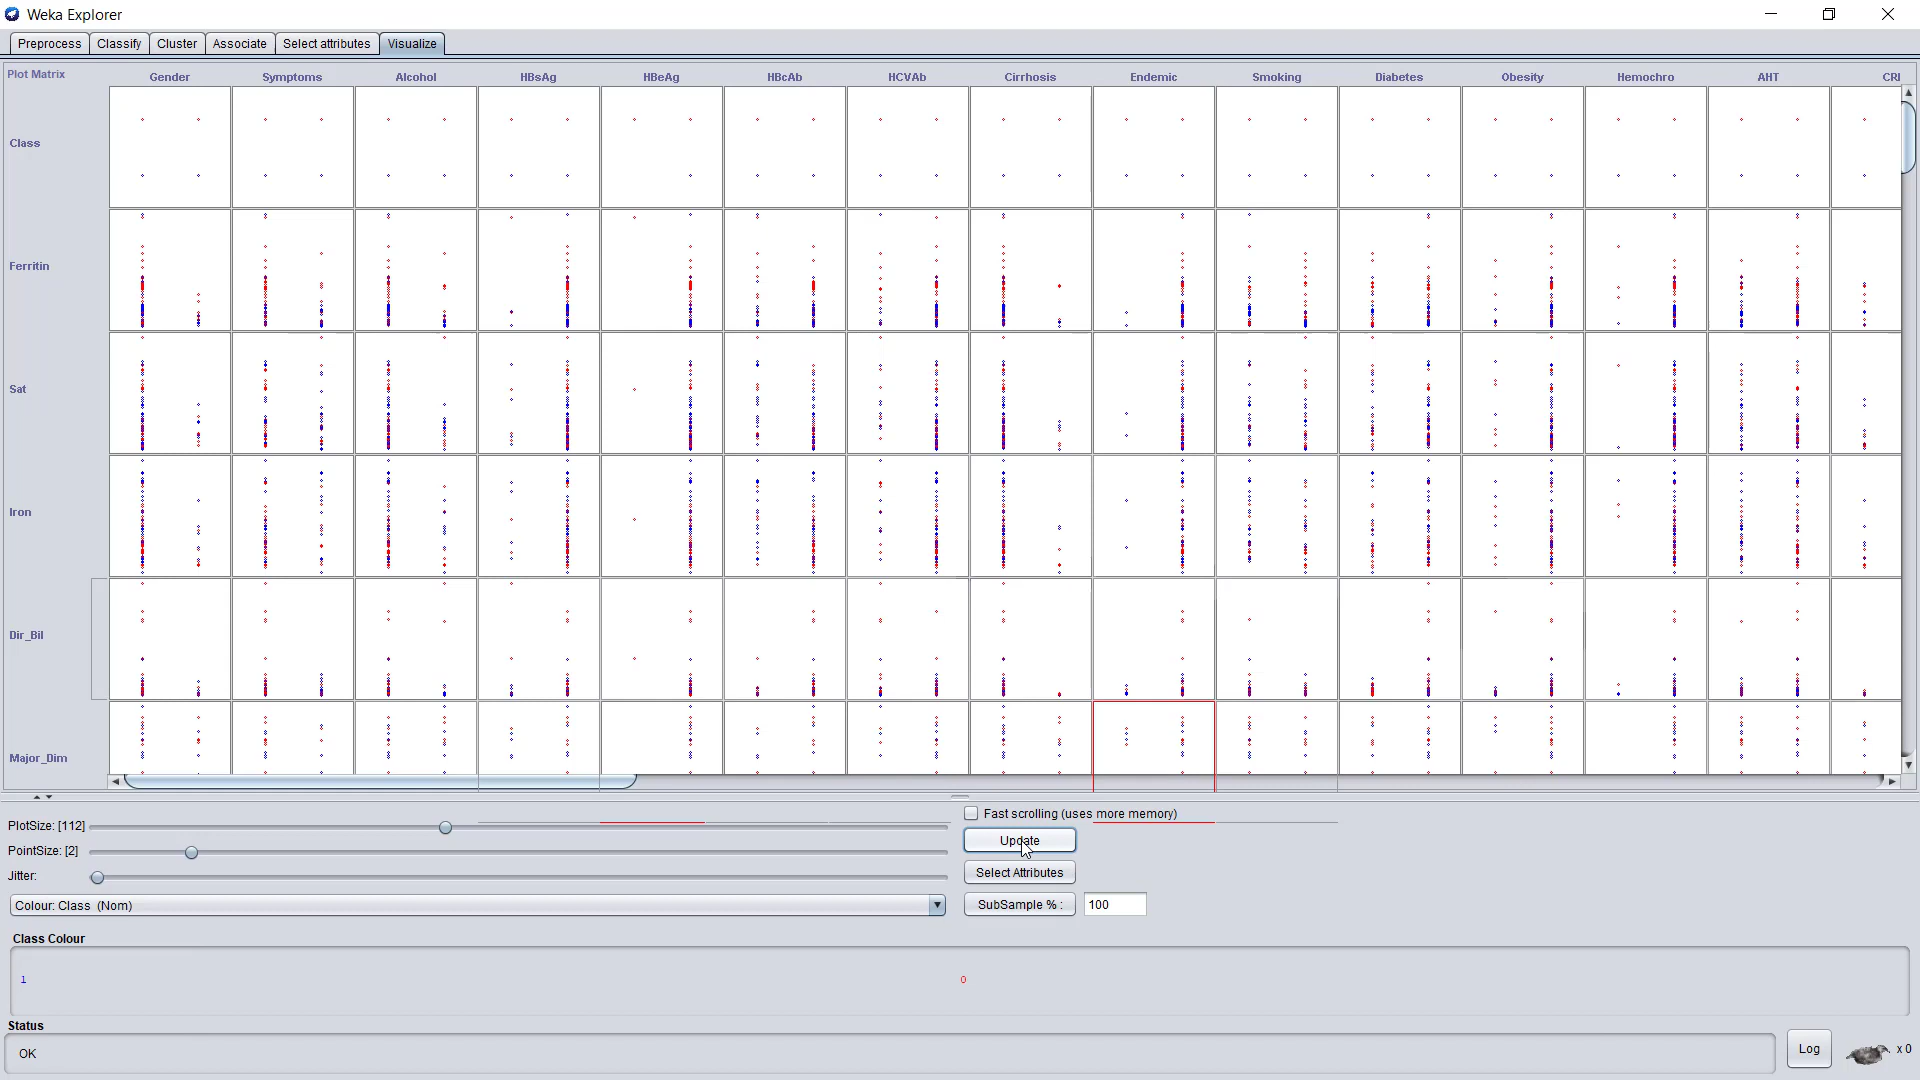 Weka Explorer
Preprocess Classify Cluster Associate Select attributes Visualize
Plot Matrix Gender Symptoms Alcohol HBsAg HBeAg HBcAb HCVAb Cirrhosis Endemic Smoking Diabetes Obesity Hemochro AHT CRI
Class
Ferritin
Sat
Iron
Dir_Bil
Major_Dim
PlotSize: [112]
PointSize: [2]
Jitter:
Colour: Class (Nom)
Fast scrolling (uses more memory)
Update
Select Attributes
SubSample % : 100
Class Colour
1 0
Status
OK
Log x 0